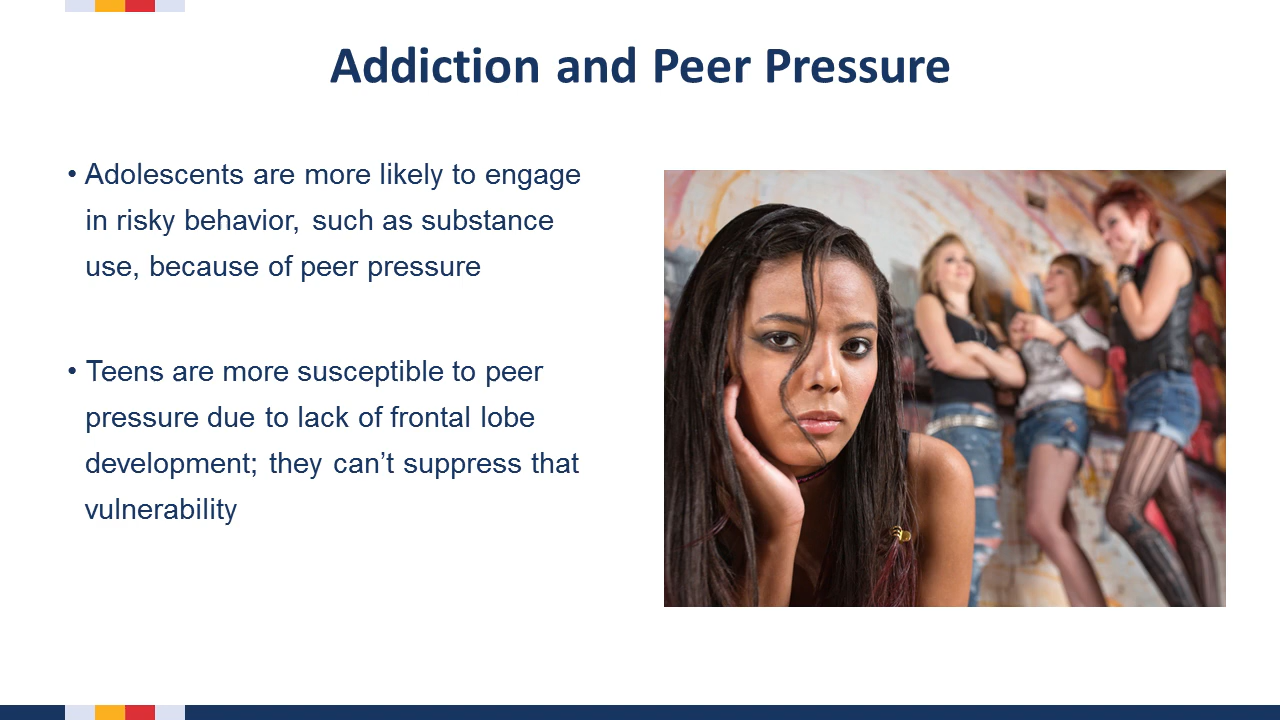 Addiction and Peer Pressure
• Adolescents are more likely to engage
in risky behavior, such as substance
use, because of peer pressure
• Teens are more susceptible to peer
pressure due to lack of frontal lobe
development; they can’t suppress that
vulnerability